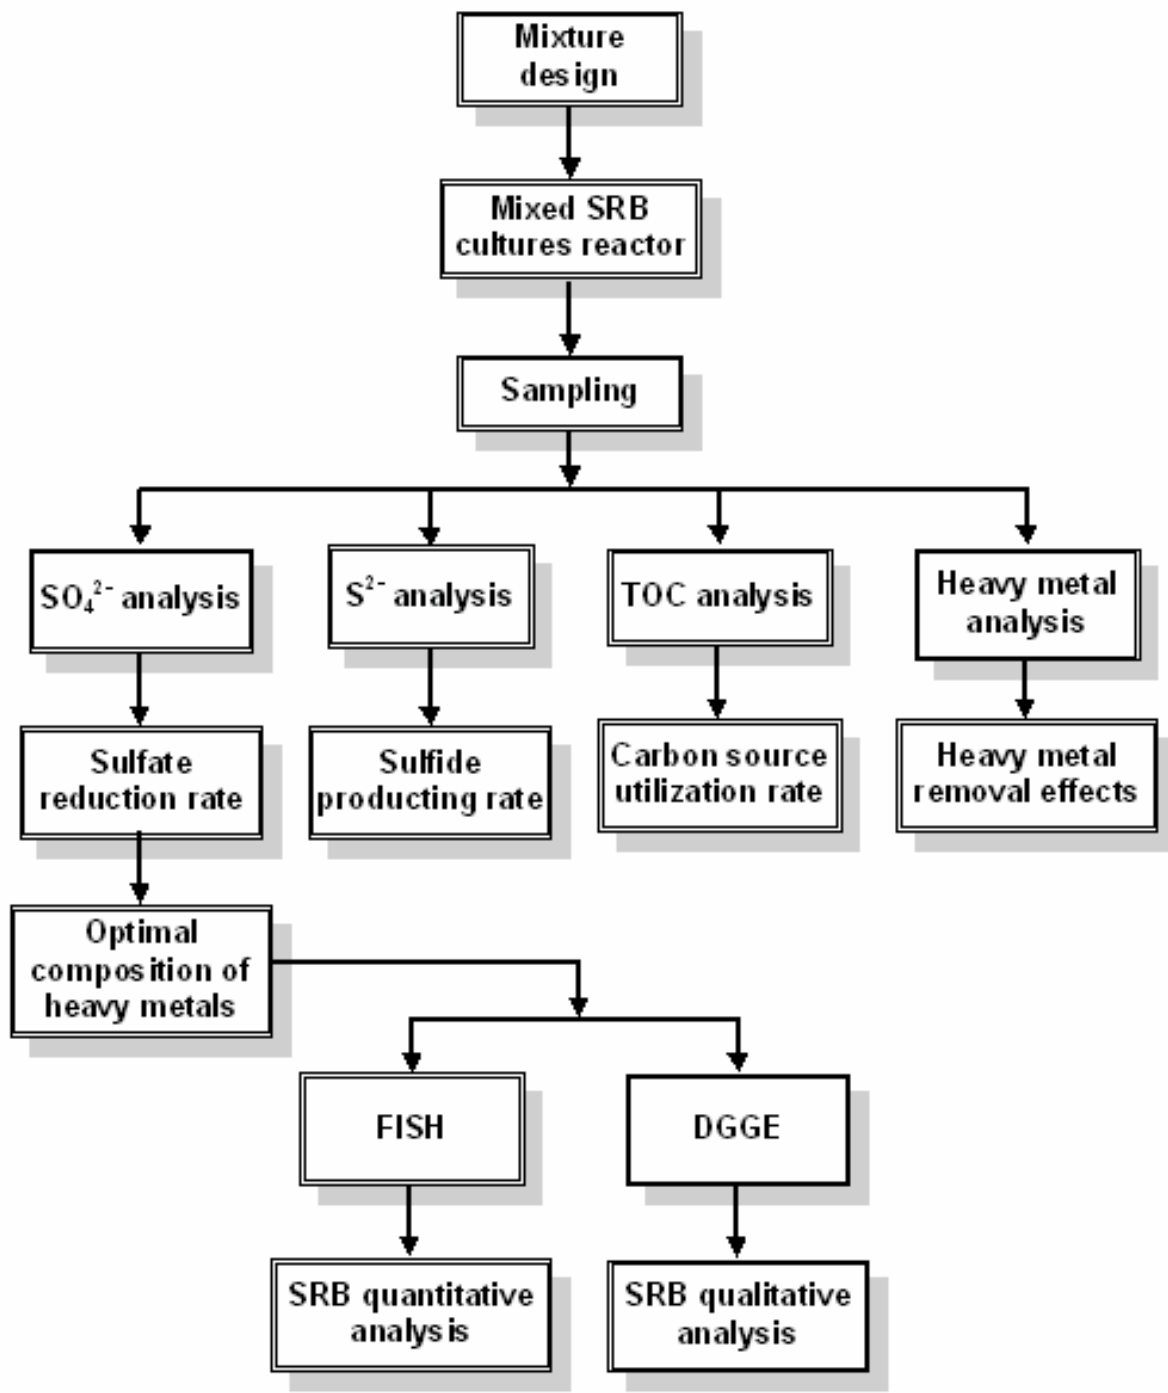 Mixture
design
Mixed SRB
cultures reactor
Sampling
SO₄²⁻ analysis
S²⁻ analysis
TOC analysis
Heavy metal
analysis
Sulfate
reduction rate
Sulfide
producting rate
Carbon source
utilization rate
Heavy metal
removal effects
Optimal
composition of
heavy metals
FISH
DGGE
SRB quantitative
analysis
SRB qualitative
analysis